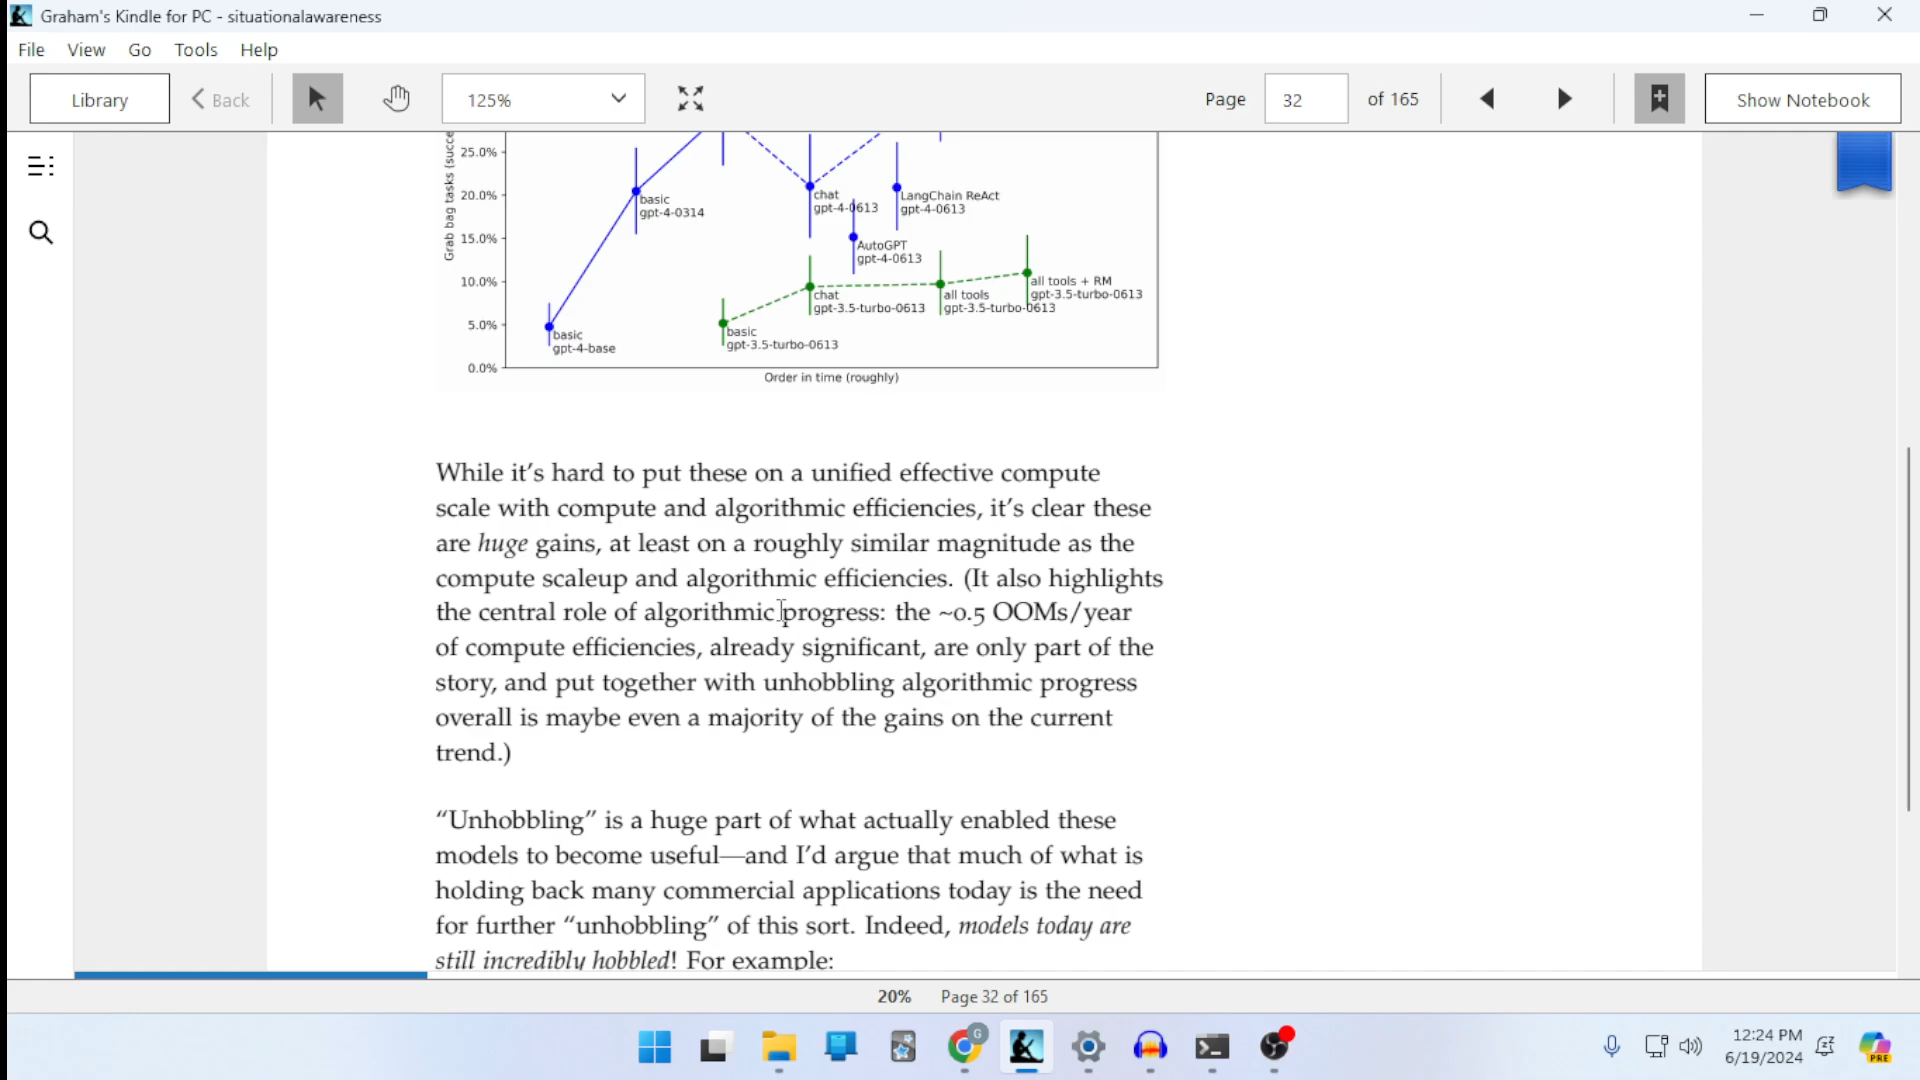 Graham's Kindle for PC - situationalawareness
File View Go Tools Help
Library Back 125% Page 32 of 165 Show Notebook
Grab bag tasks (succe
25.0%
20.0%
15.0%
10.0%
5.0%
0.0%
basic
gpt-4-0314
chat
gpt-4-0613
LangChain ReAct
gpt-4-0613
AutoGPT
gpt-4-0613
all tools + RM
gpt-3.5-turbo-0613
chat
gpt-3.5-turbo-0613
all tools
gpt-3.5-turbo-0613
basic
gpt-4-base
basic
gpt-3.5-turbo-0613
Order in time (roughly)
While it's hard to put these on a unified effective compute
scale with compute and algorithmic efficiencies, it's clear these
are huge gains, at least on a roughly similar magnitude as the
compute scaleup and algorithmic efficiencies. (It also highlights
the central role of algorithmic progress: the ~0.5 OOMs/year
of compute efficiencies, already significant, are only part of the
story, and put together with unhobbling algorithmic progress
overall is maybe even a majority of the gains on the current
trend.)
“Unhobbling” is a huge part of what actually enabled these
models to become useful—and I'd argue that much of what is
holding back many commercial applications today is the need
for further “unhobbling” of this sort. Indeed, models today are
still incredibly hobbled! For example:
20% Page 32 of 165
G
12:24 PM
6/19/2024
PRE